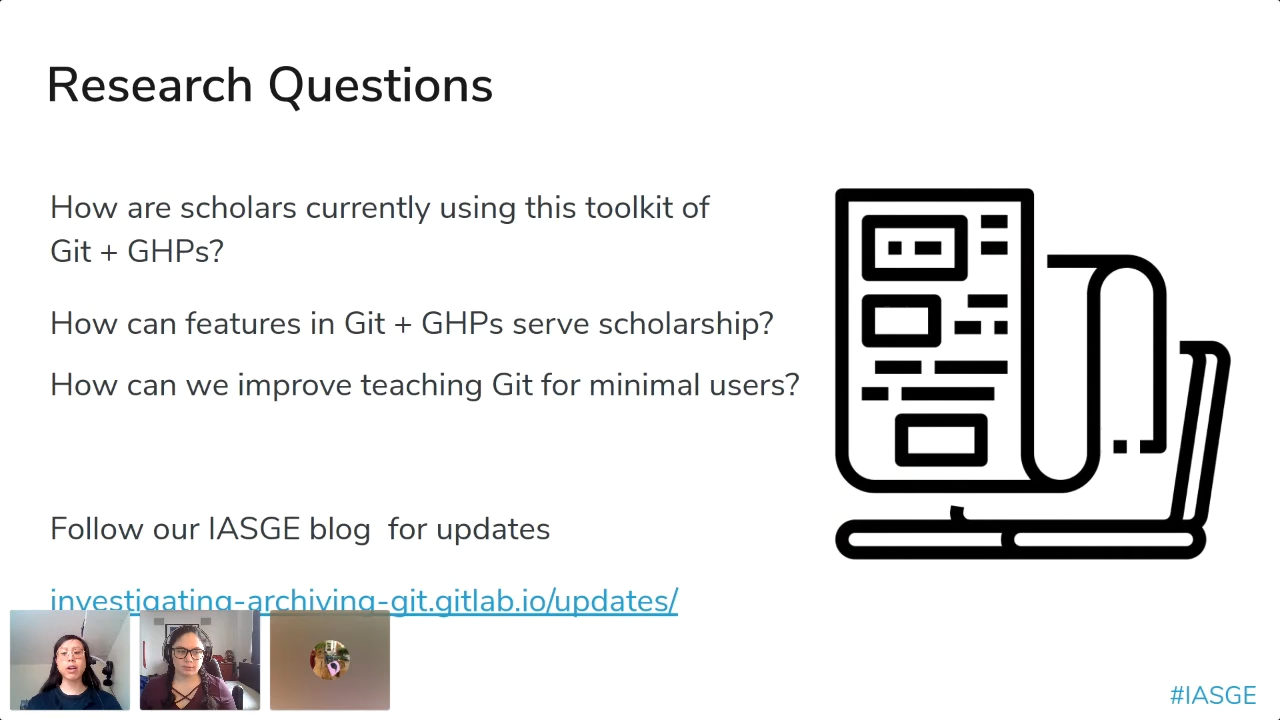 Research Questions
How are scholars currently using this toolkit of
Git + GHPs?
How can features in Git + GHPs serve scholarship?
How can we improve teaching Git for minimal users?
Follow our IASGE blog  for updates
investigating-archiving-git.gitlab.io/updates/
#IASGE